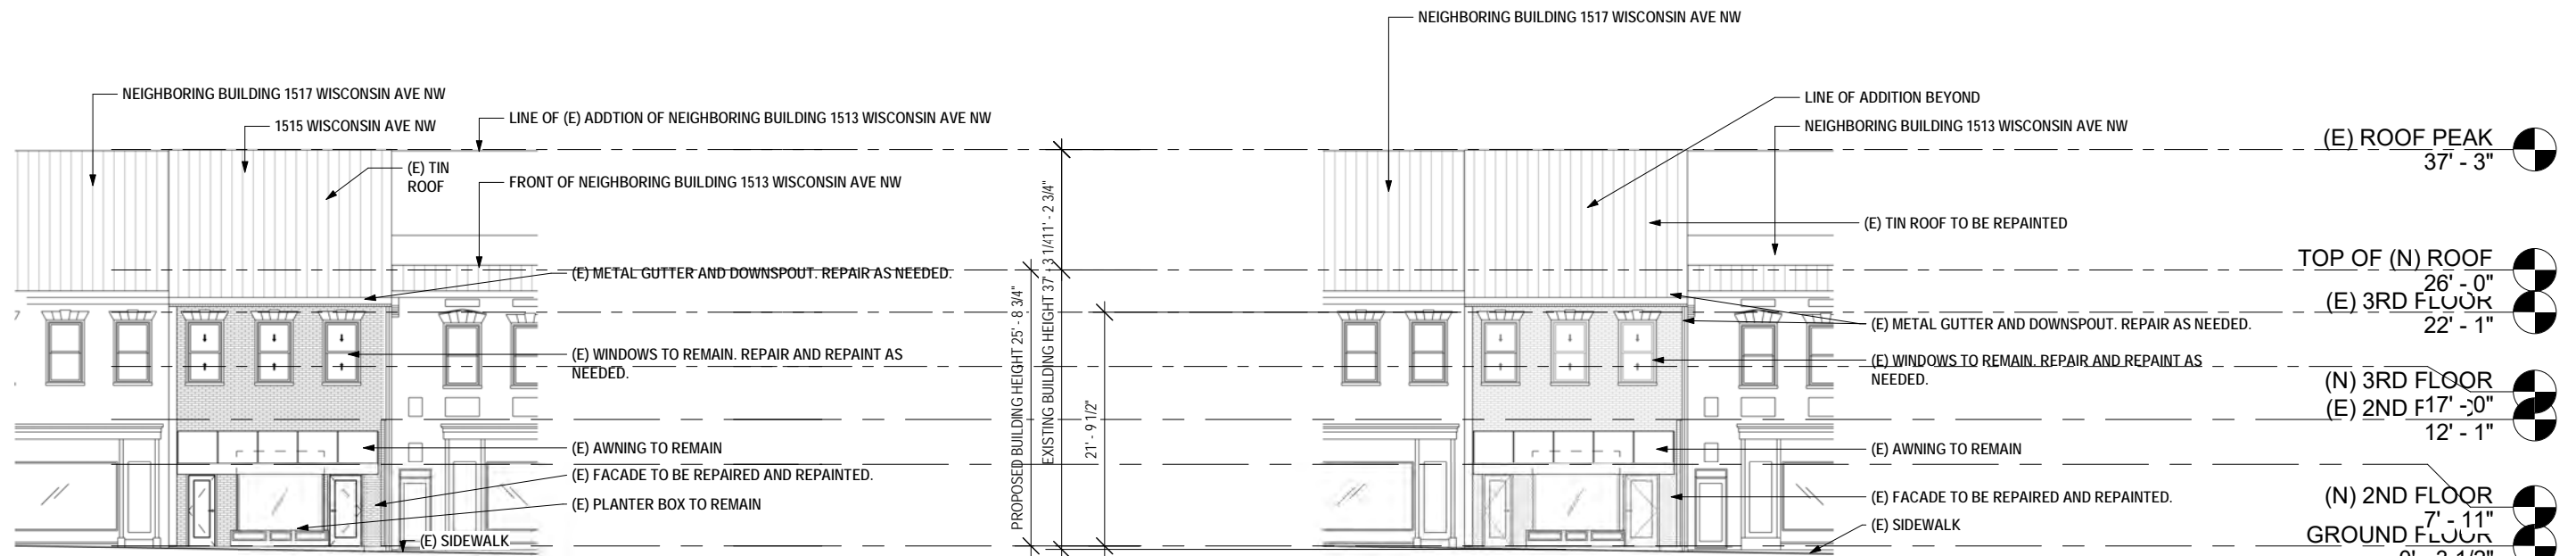 NEIGHBORING BUILDING 1517 WISCONSIN AVE NW
1515 WISCONSIN AVE NW
LINE OF (E) ADDTION OF NEIGHBORING BUILDING 1513 WISCONSIN AVE NW
(E) TIN
ROOF
FRONT OF NEIGHBORING BUILDING 1513 WISCONSIN AVE NW
(E) METAL GUTTER AND DOWNSPOUT. REPAIR AS NEEDED.
(E) WINDOWS TO REMAIN. REPAIR AND REPAINT AS
NEEDED.
(E) AWNING TO REMAIN
(E) FACADE TO BE REPAIRED AND REPAINTED.
(E) PLANTER BOX TO REMAIN
(E) SIDEWALK
PROPOSED BUILDING HEIGHT 25' - 8 3/4"
EXISTING BUILDING HEIGHT 37' - 3 1/4"
11' - 2 3/4"
21' - 9 1/2"
NEIGHBORING BUILDING 1517 WISCONSIN AVE NW
LINE OF ADDITION BEYOND
NEIGHBORING BUILDING 1513 WISCONSIN AVE NW
(E) TIN ROOF TO BE REPAINTED
(E) METAL GUTTER AND DOWNSPOUT. REPAIR AS NEEDED.
(E) WINDOWS TO REMAIN. REPAIR AND REPAINT AS
NEEDED.
(E) AWNING TO REMAIN
(E) FACADE TO BE REPAIRED AND REPAINTED.
(E) SIDEWALK
(E) ROOF PEAK
37' - 3"
TOP OF (N) ROOF
26' - 0"
(E) 3RD FLOOR
22' - 1"
(N) 3RD FLOOR
17' - 0"
(E) 2ND
12' - 1"
(N) 2ND FLOOR
7' - 11"
GROUND FLOOR